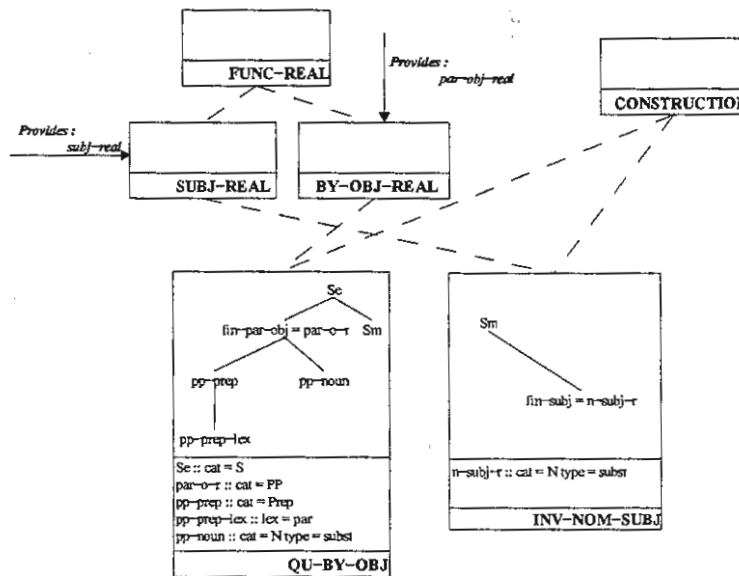 FUNC-REAL
Provides :
par-obj-real
CONSTRUCTION
Provides :
subj-real
SUBJ-REAL
BY-OBJ-REAL
Se
fin-par-obj = par-o-r Sm
pp-prep pp-noun
pp-prep-lex
Se :: cat = S
par-o-r :: cat = PP
pp-prep :: cat = Prep
pp-prep-lex :: lex = par
pp-noun :: cat = N type = subst
QU-BY-OBJ
Sm
fin-subj = n-subj-r
n-subj-r :: cat = N type = subst
INV-NOM-SUBJ